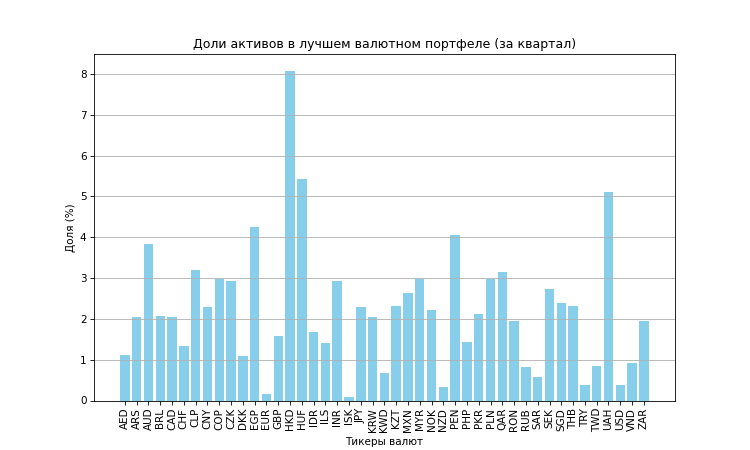 Доли активов в лучшем валютном портфеле (за квартал)
Доля (%)
8
7
6
5
4
3
2
1
0
AED ARS AUD BRL CAD CHF CLP CNY COP CZK DKK EGP EUR GBP HKD HUF IDR ILS INR ISK JPY KRW KWD KZT MXN MYR NOK NZD PEN PHP PKR PLN QAR RON RUB SAR SEK SGD THB TRY TWD UAH USD VND ZAR
Тикеры валют